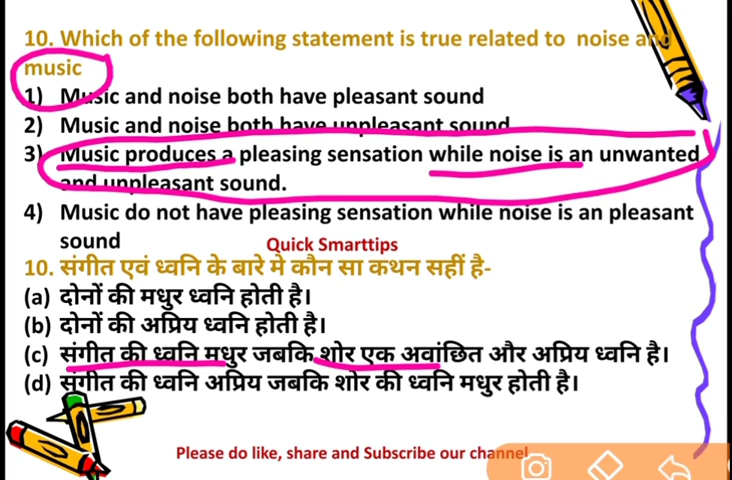 10. Which of the following statement is true related to noise and
music
1) Music and noise both have pleasant sound
2) Music and noise both have unpleasant sound
3) Music produces a pleasing sensation while noise is an unwanted
and unpleasant sound.
4) Music do not have pleasing sensation while noise is an pleasant
sound
Quick Smarttips
10. संगीत एवं ध्वनि के बारे मे कौन सा कथन सहीं है-
(a) दोनों की मधुर ध्वनि होती है।
(b) दोनों की अप्रिय ध्वनि होती है।
(c) संगीत की ध्वनि मधुर जबकि शोर एक अवांछित और अप्रिय ध्वनि है।
(d) संगीत की ध्वनि अप्रिय जबकि शोर की ध्वनि मधुर होती है।
Please do like, share and Subscribe our channel